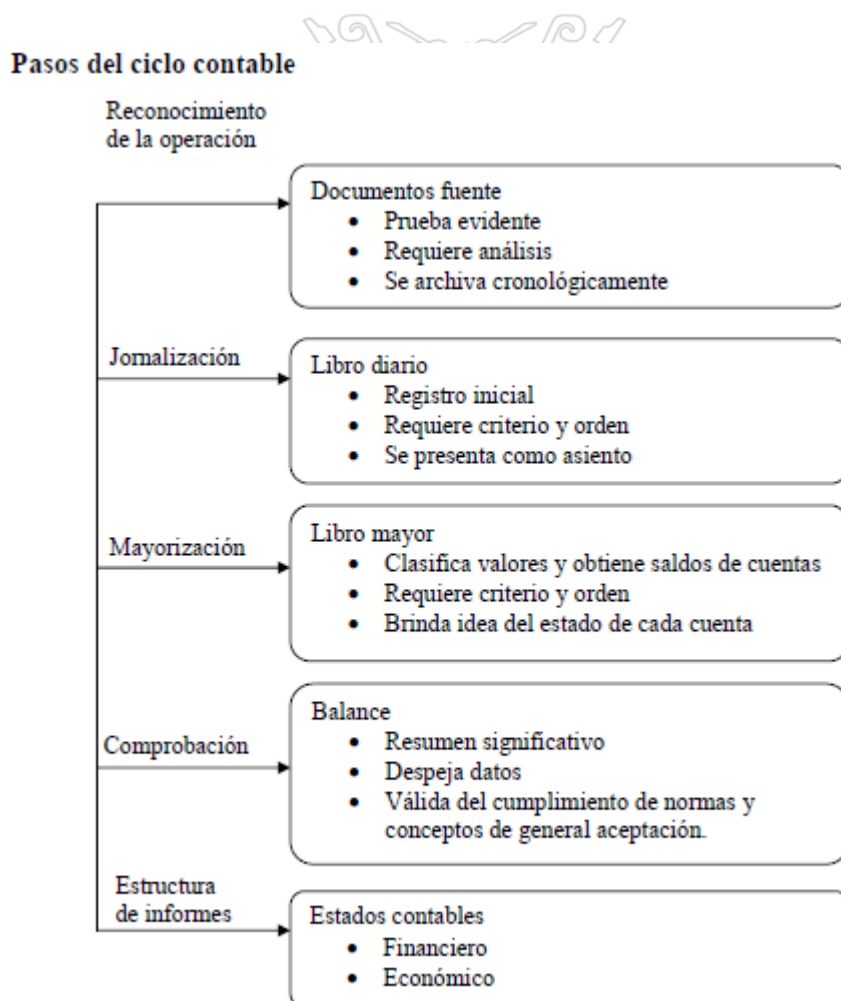 Pasos del ciclo contable
Reconocimiento
de la operación
Documentos fuente
• Prueba evidente
• Requiere análisis
• Se archiva cronológicamente
Jornalización
Libro diario
• Registro inicial
• Requiere criterio y orden
• Se presenta como asiento
Mayorización
Libro mayor
• Clasifica valores y obtiene saldos de cuentas
• Requiere criterio y orden
• Brinda idea del estado de cada cuenta
Comprobación
Balance
• Resumen significativo
• Despeja datos
• Válida del cumplimiento de normas y
conceptos de general aceptación.
Estructura
de informes
Estados contables
• Financiero
• Económico